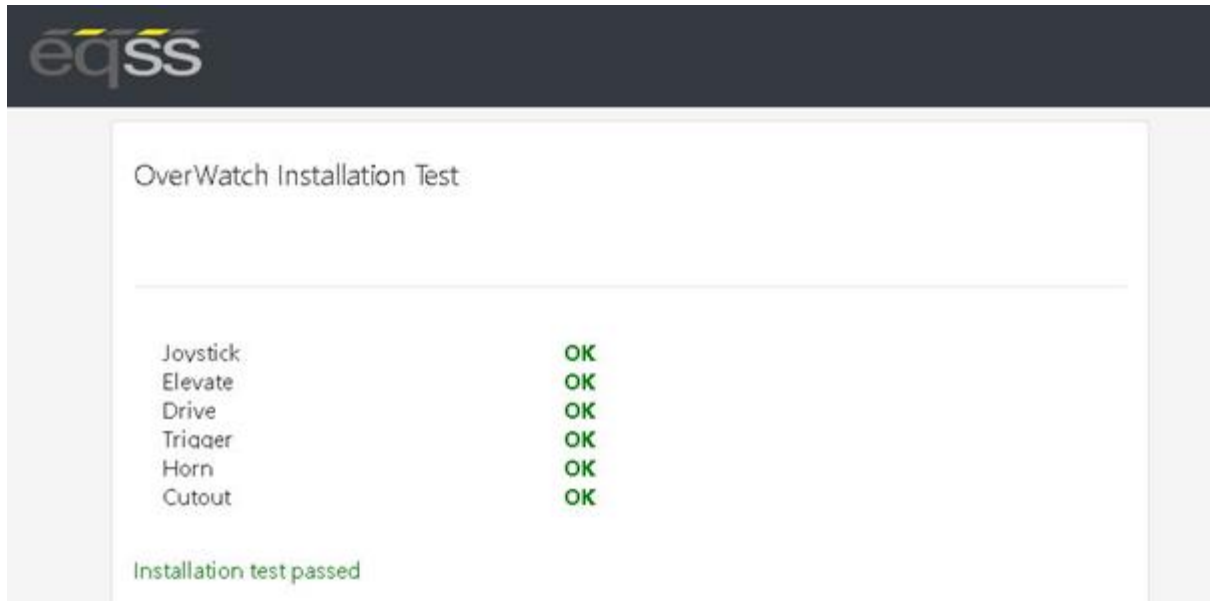 eqss
OverWatch Installation Test
Joystick OK
Elevate OK
Drive OK
Trigger OK
Horn OK
Cutout OK
Installation test passed